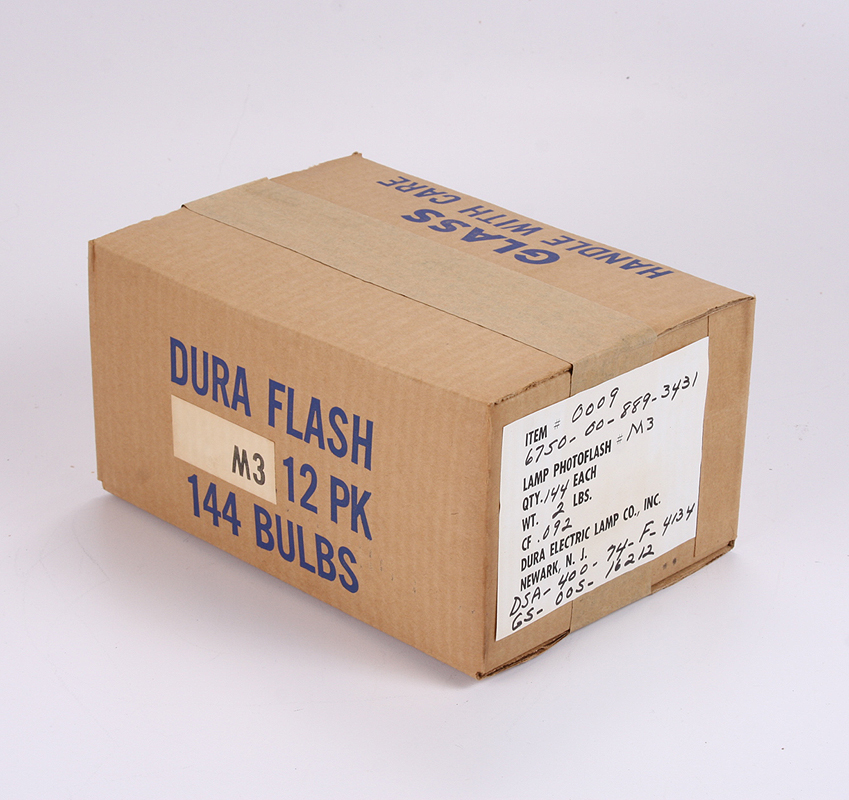 GLASS
HANDLE WITH CARE
DURA FLASH
M3 12 PK
144 BULBS
ITEM # 0009
6750-00-889-3431
LAMP PHOTOFLASH # M3
QTY. 144 EACH
WT. 2 LBS.
CF .092
DURA ELECTRIC LAMP CO., INC.
NEWARK, N. J.
DSA-400-74-F-4134
GS-00S-16212